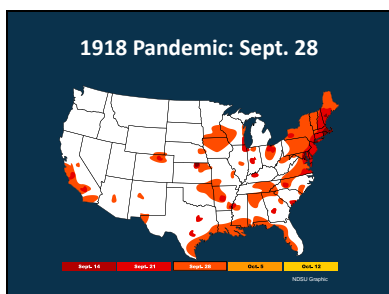 1918 Pandemic: Sept. 28
Sept. 14 Sept. 21 Sept. 28 Oct. 5 Oct. 12
NDSU Graphic